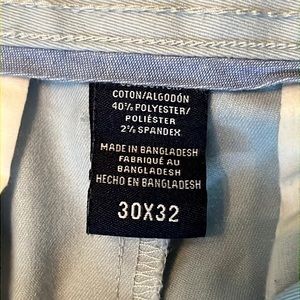 COTON/ALGODÓN
40% POLYESTER/
POLIÉSTER
2% SPANDEX
MADE IN BANGLADESH
FABRIQUÉ AU
BANGLADESH
HECHO EN BANGLADESH
30X32